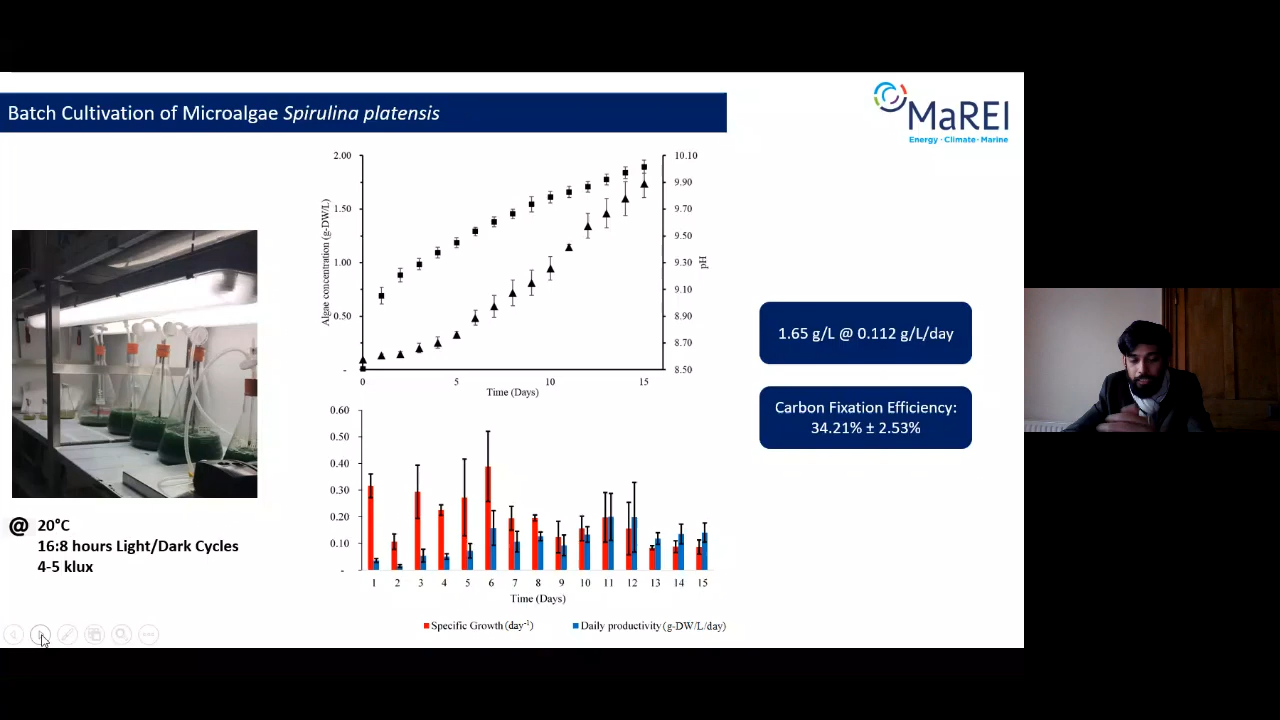 Batch Cultivation of Microalgae Spirulina platensis
MaREI
Energy · Climate · Marine
2.00
1.50
1.00
0.50
-
Algae concentration (g-DW/L)
10.10
9.90
9.70
9.50
9.30
9.10
8.90
8.70
8.50
pH
0 5 10 15
Time (Days)
0.60
0.50
0.40
0.30
0.20
0.10
-
1 2 3 4 5 6 7 8 9 10 11 12 13 14 15
Time (Days)
Specific Growth (day-1) Daily productivity (g-DW/L/day)
1.65 g/L @ 0.112 g/L/day
Carbon Fixation Efficiency:
34.21% ± 2.53%
@ 20°C
16:8 hours Light/Dark Cycles
4-5 klux